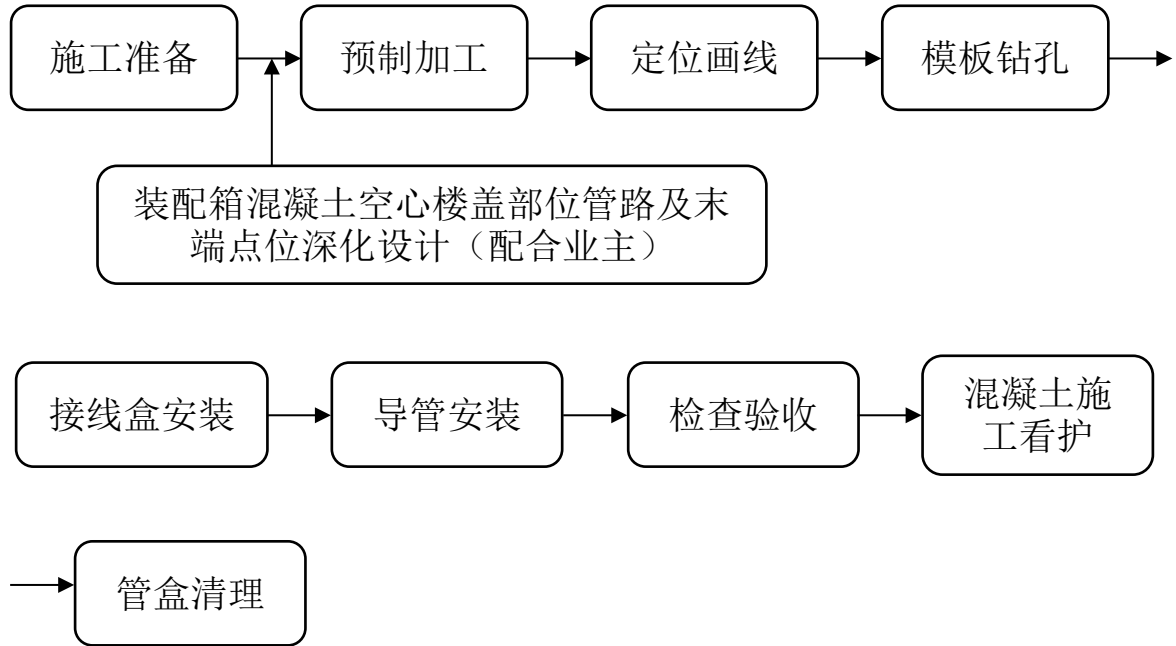 施工准备
预制加工
定位画线
模板钻孔
装配箱混凝土空心楼盖部位管路及末
端点位深化设计（配合业主）
接线盒安装
导管安装
检查验收
混凝土施
工看护
管盒清理